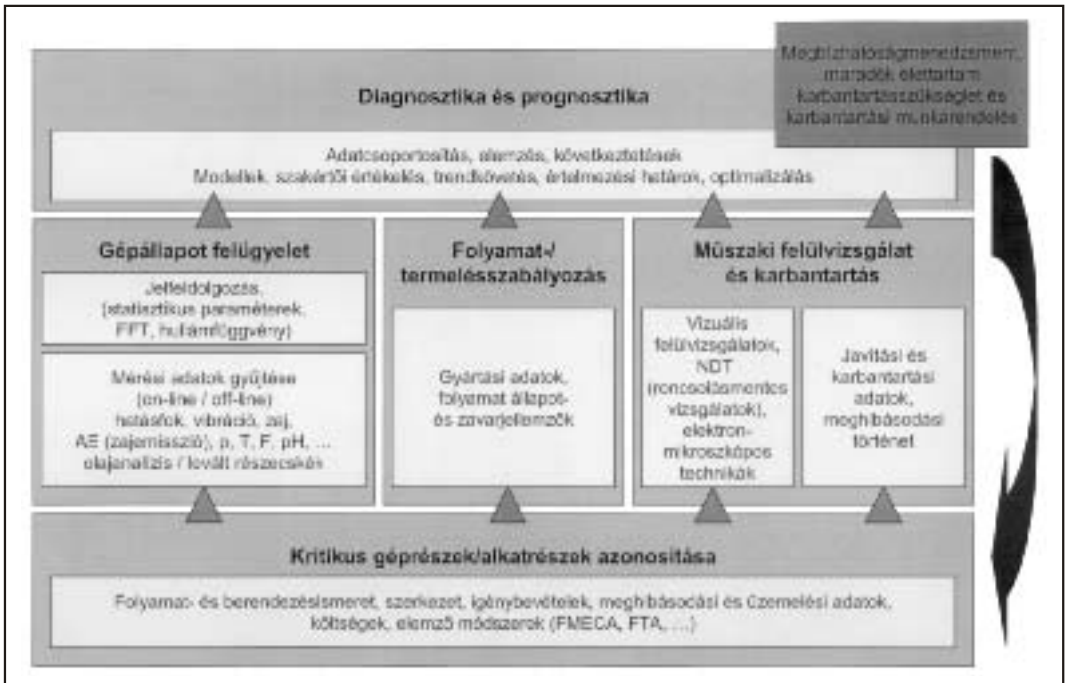 Megbízhatóságmenedzsment,
maradék élettartam
karbantartásszükséglet és
karbantartási munkarendelés
Diagnosztika és prognosztika
Adatcsoportosítás, elemzés, következtetések
Modellek, szakértői értékelés, trendkövetés, értelmezési határok, optimalizálás
Gépállapot felügyelet
Jelfeldolgozás,
(statisztikus paraméterek,
FFT, hullámfüggvény)
Mérési adatok gyűjtése
(on-line / off-line)
hatásfok, vibráció, zaj,
AE (zajemisszió), p, T, F, pH, ...
olajanalízis / levált részecskék
Folyamat-/
termelésszabályozás
Gyártási adatok,
folyamat állapot-
és zavarjellemzők
Műszaki felülvizsgálat
és karbantartás
Vizuális
felülvizsgálatok,
NDT
(roncsolásmentes
vizsgálatok),
elektron-
mikroszkópos
technikák
Javítási és
karbantartási
adatok,
meghibásodási
történet
Kritikus géprészek/alkatrészek azonosítása
Folyamat- és berendezésismeret, szerkezet, igénybevételek, meghibásodási és üzemelési adatok,
költségek, elemző módszerek (FMECA, FTA, ...)